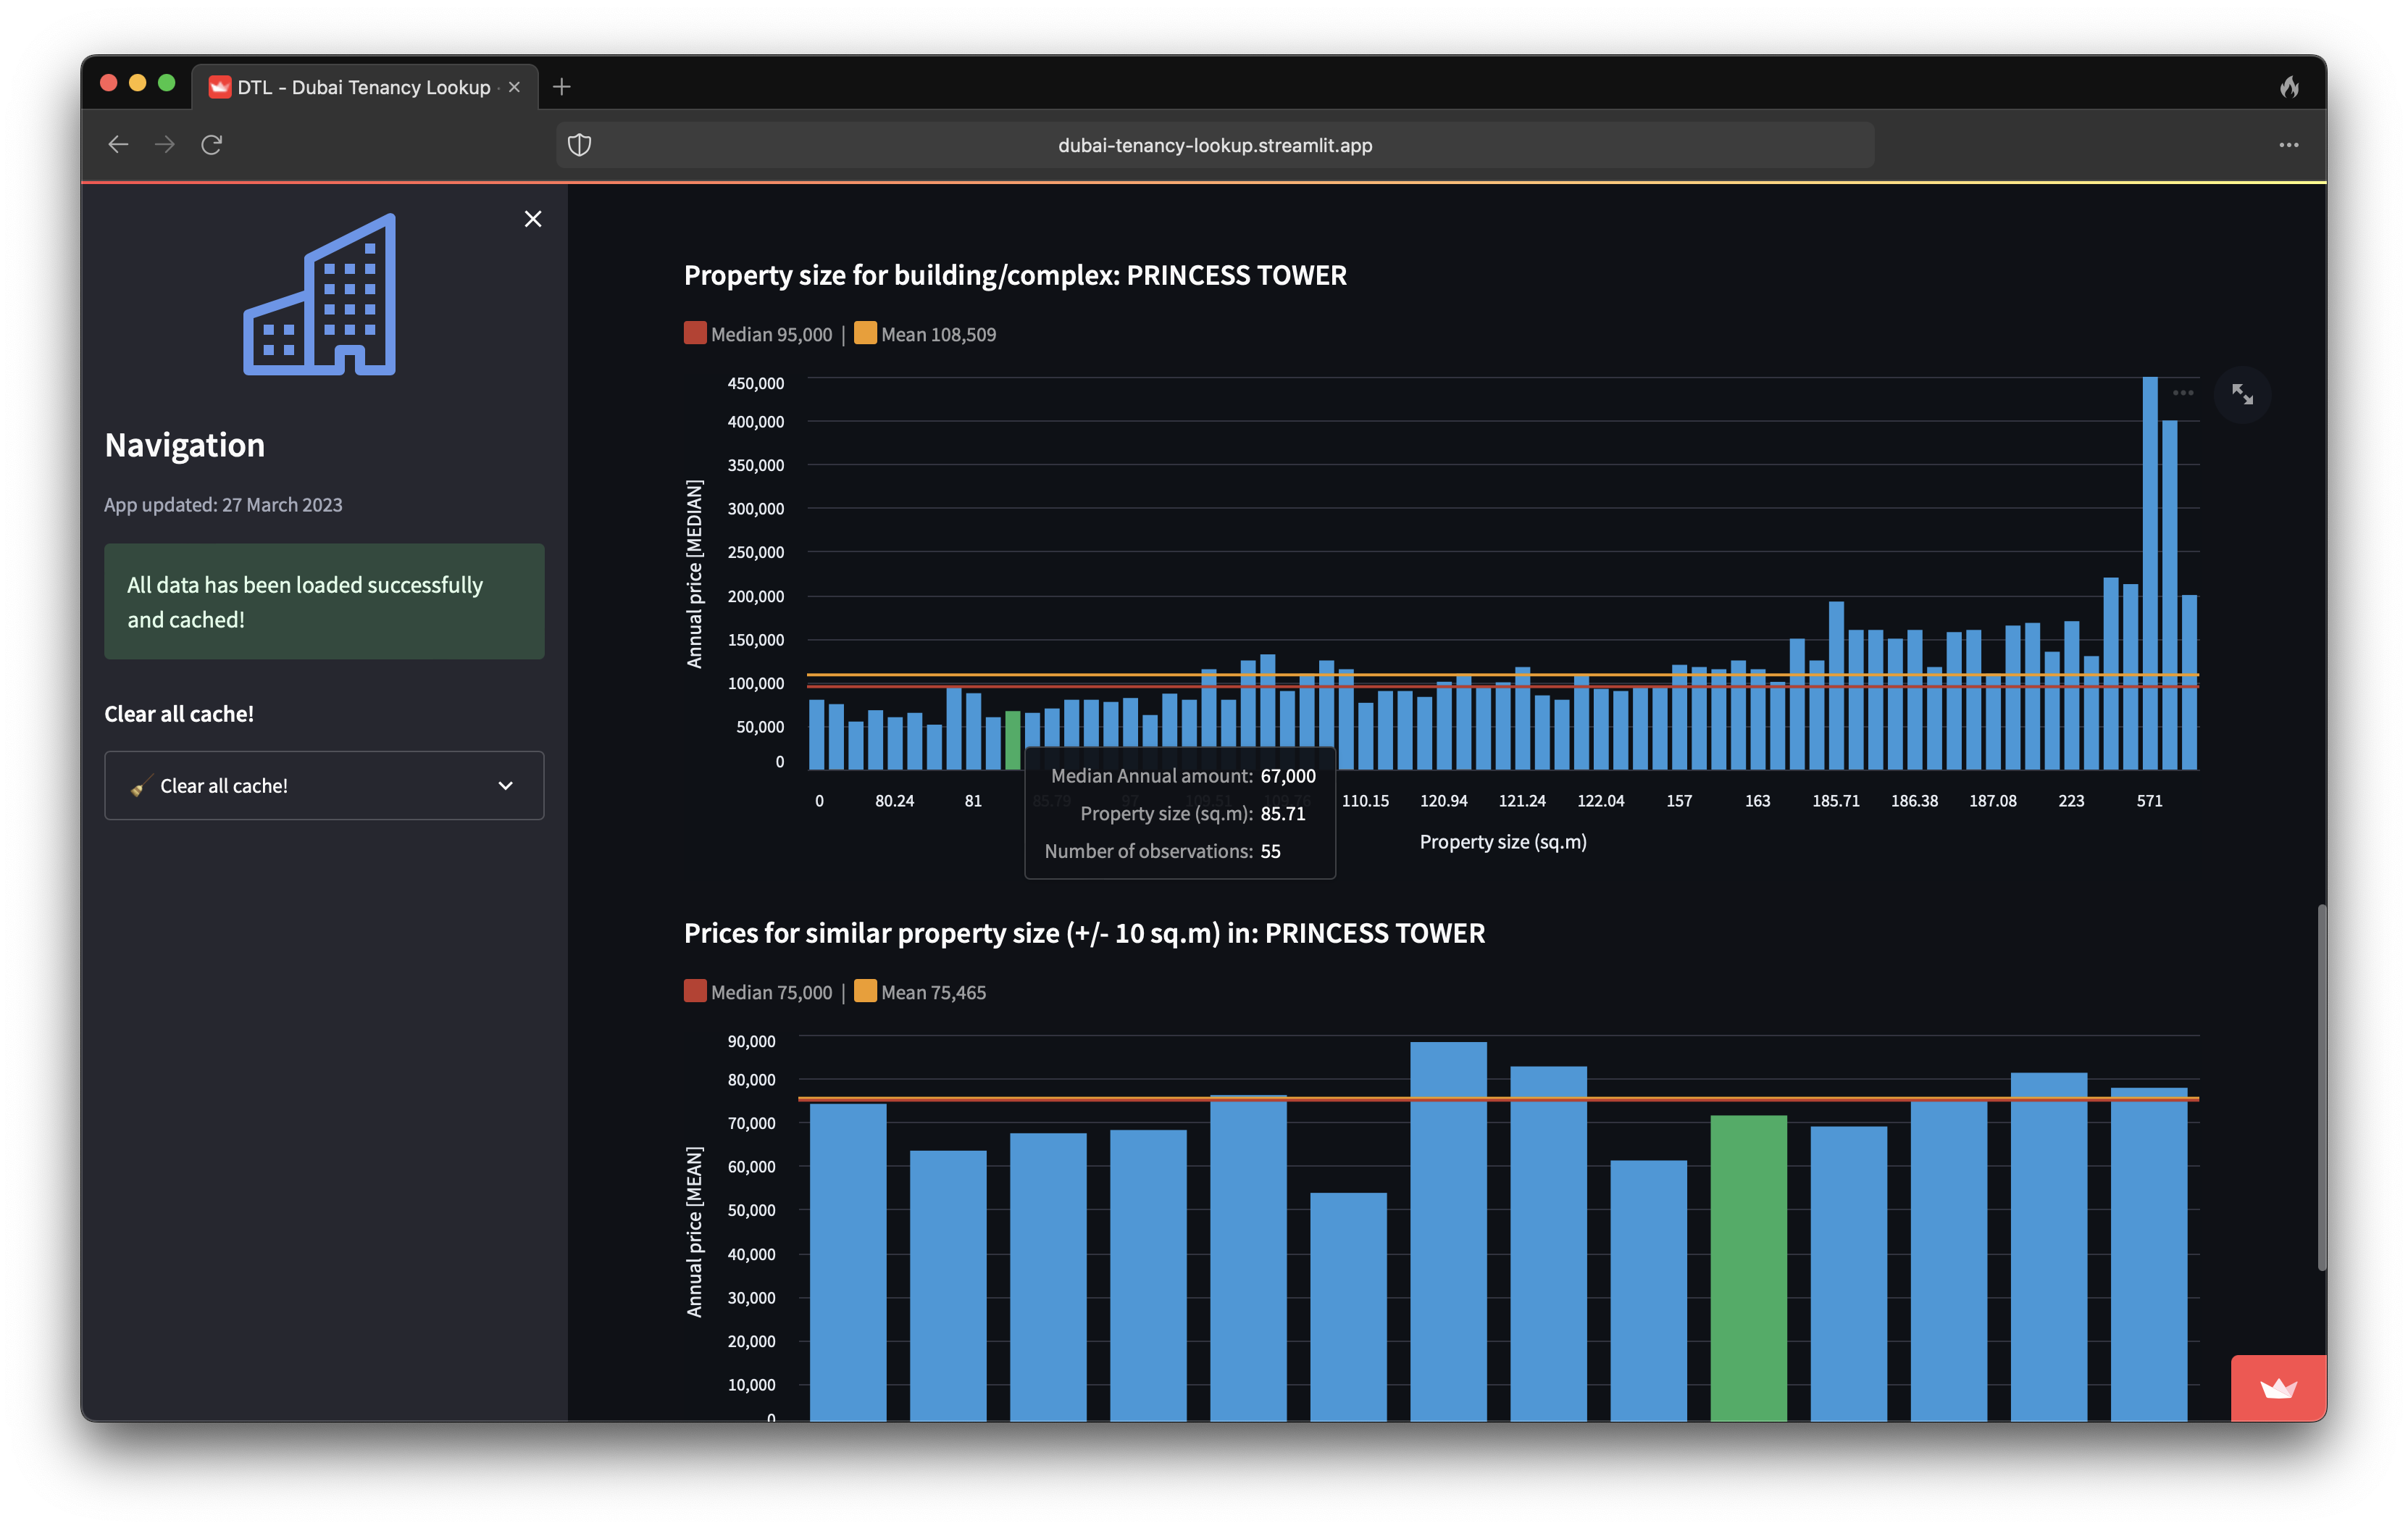 DTL - Dubai Tenancy Lookup
dubai-tenancy-lookup.streamlit.app
Navigation
App updated: 27 March 2023
All data has been loaded successfully
and cached!
Clear all cache!
Clear all cache!
Property size for building/complex: PRINCESS TOWER
Median 95,000 | Mean 108,509
Annual price [MEDIAN]
450,000
400,000
350,000
300,000
250,000
200,000
150,000
100,000
50,000
0
0 80.24 81 85.79 97 109.51 109.76 110.15 120.94 121.24 122.04 157 163 185.71 186.38 187.08 223 571
Property size (sq.m)
Median Annual amount: 67,000
Property size (sq.m): 85.71
Number of observations: 55
Prices for similar property size (+/- 10 sq.m) in: PRINCESS TOWER
Median 75,000 | Mean 75,465
Annual price [MEAN]
90,000
80,000
70,000
60,000
50,000
40,000
30,000
20,000
10,000
0